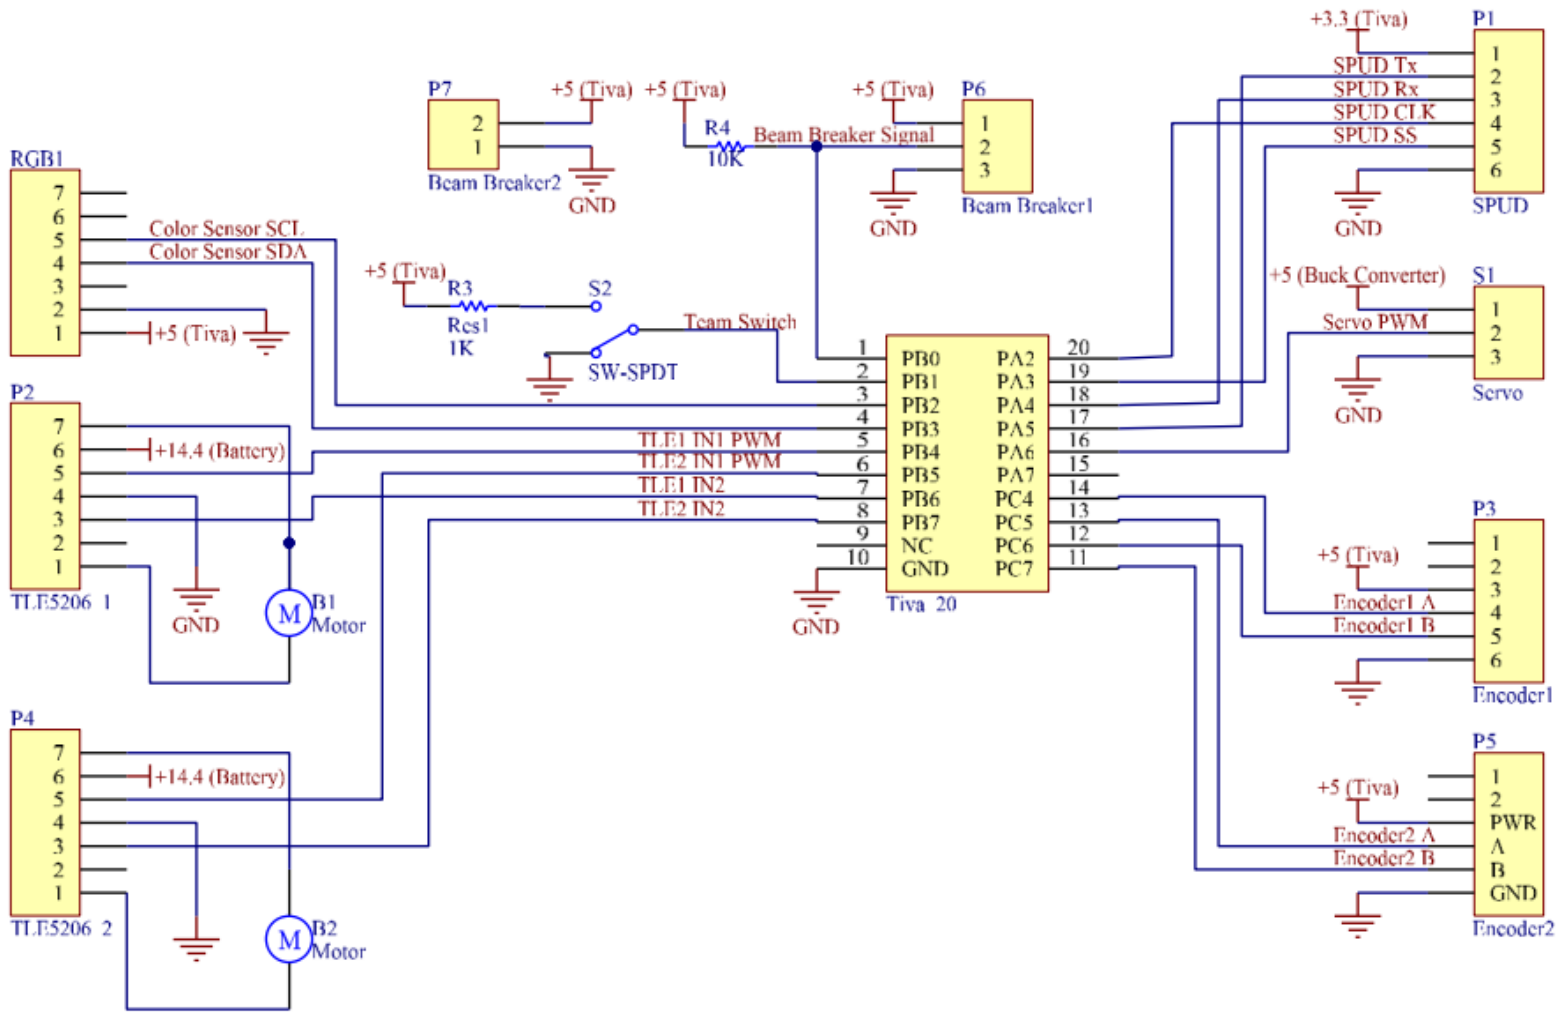 +3.3 (Tiva)
P1
1
SPUD Tx
2
SPUD Rx
3
SPUD CLK
4
SPUD SS
5
6
GND
SPUD
P7
+5 (Tiva)
2
1
Beam Breaker2
GND
+5 (Tiva)
R4
10K
Beam Breaker Signal
+5 (Tiva)
P6
1
2
3
GND
Beam Breaker1
RGB1
7
6
Color Sensor SCL
5
Color Sensor SDA
4
3
2
1
+5 (Tiva)
+5 (Tiva)
R3
Res1
1K
S2
SW-SPDT
Team Switch
+5 (Buck Converter)
S1
1
Servo PWM
2
3
GND
Servo
1 PB0 PA2 20
2 PB1 PA3 19
3 PB2 PA4 18
4 PB3 PA5 17
5 PB4 PA6 16
6 PB5 PA7 15
7 PB6 PC4 14
8 PB7 PC5 13
9 NC PC6 12
10 GND PC7 11
Tiva 20
GND
TLE1 IN1 PWM
TLE2 IN1 PWM
TLE1 IN2
TLE2 IN2
P2
7
6
+14.4 (Battery)
5
4
3
2
1
TLE5206 1
GND
M
B1
Motor
P3
1
+5 (Tiva)
2
3
Encoder1 A
4
Encoder1 B
5
6
Encoder1
P4
7
6
+14.4 (Battery)
5
4
3
2
1
TLE5206 2
M
B2
Motor
P5
1
+5 (Tiva)
2
PWR
Encoder2 A
A
Encoder2 B
B
GND
Encoder2